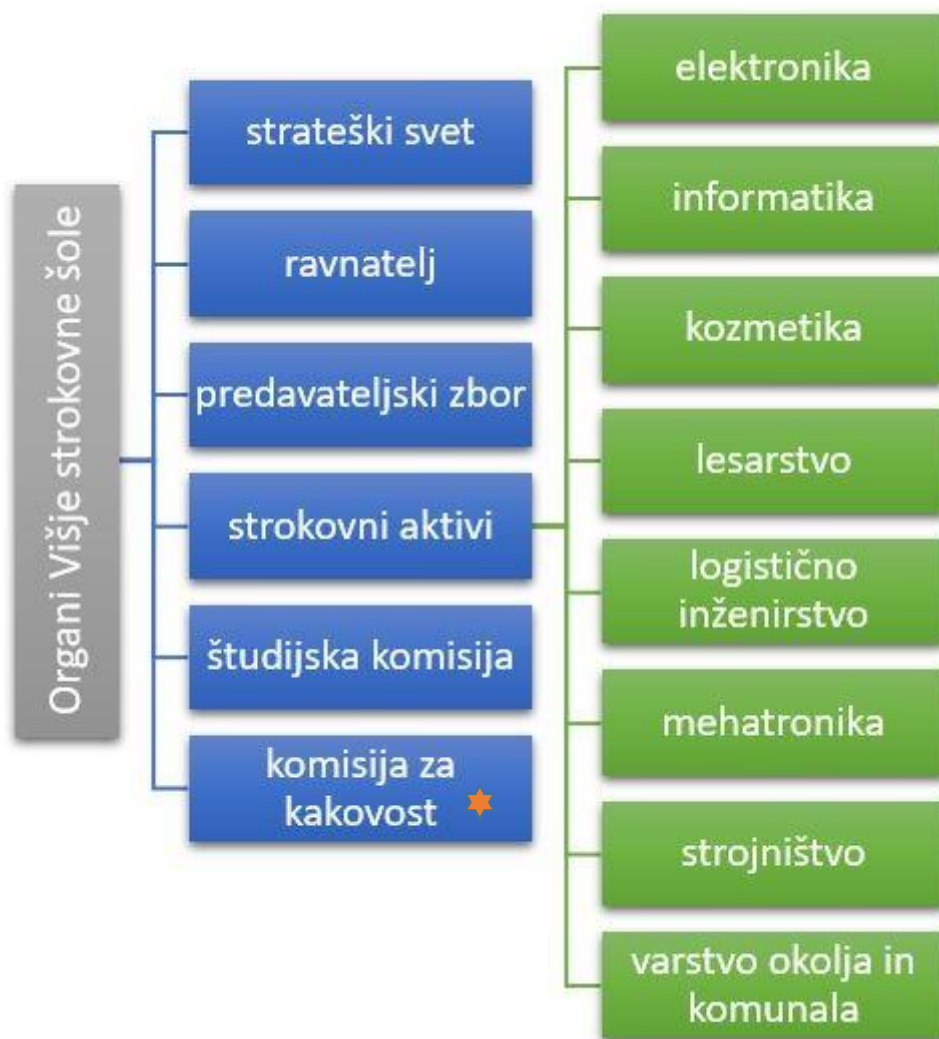 Organi Višje strokovne šole
strateški svet
ravnatelj
predavateljski zbor
strokovni aktivi
študijska komisija
komisija za
kakovost
elektronika
informatika
kozmetika
lesarstvo
logistično
inženirstvo
mehatronika
strojništvo
varstvo okolja in
komunala